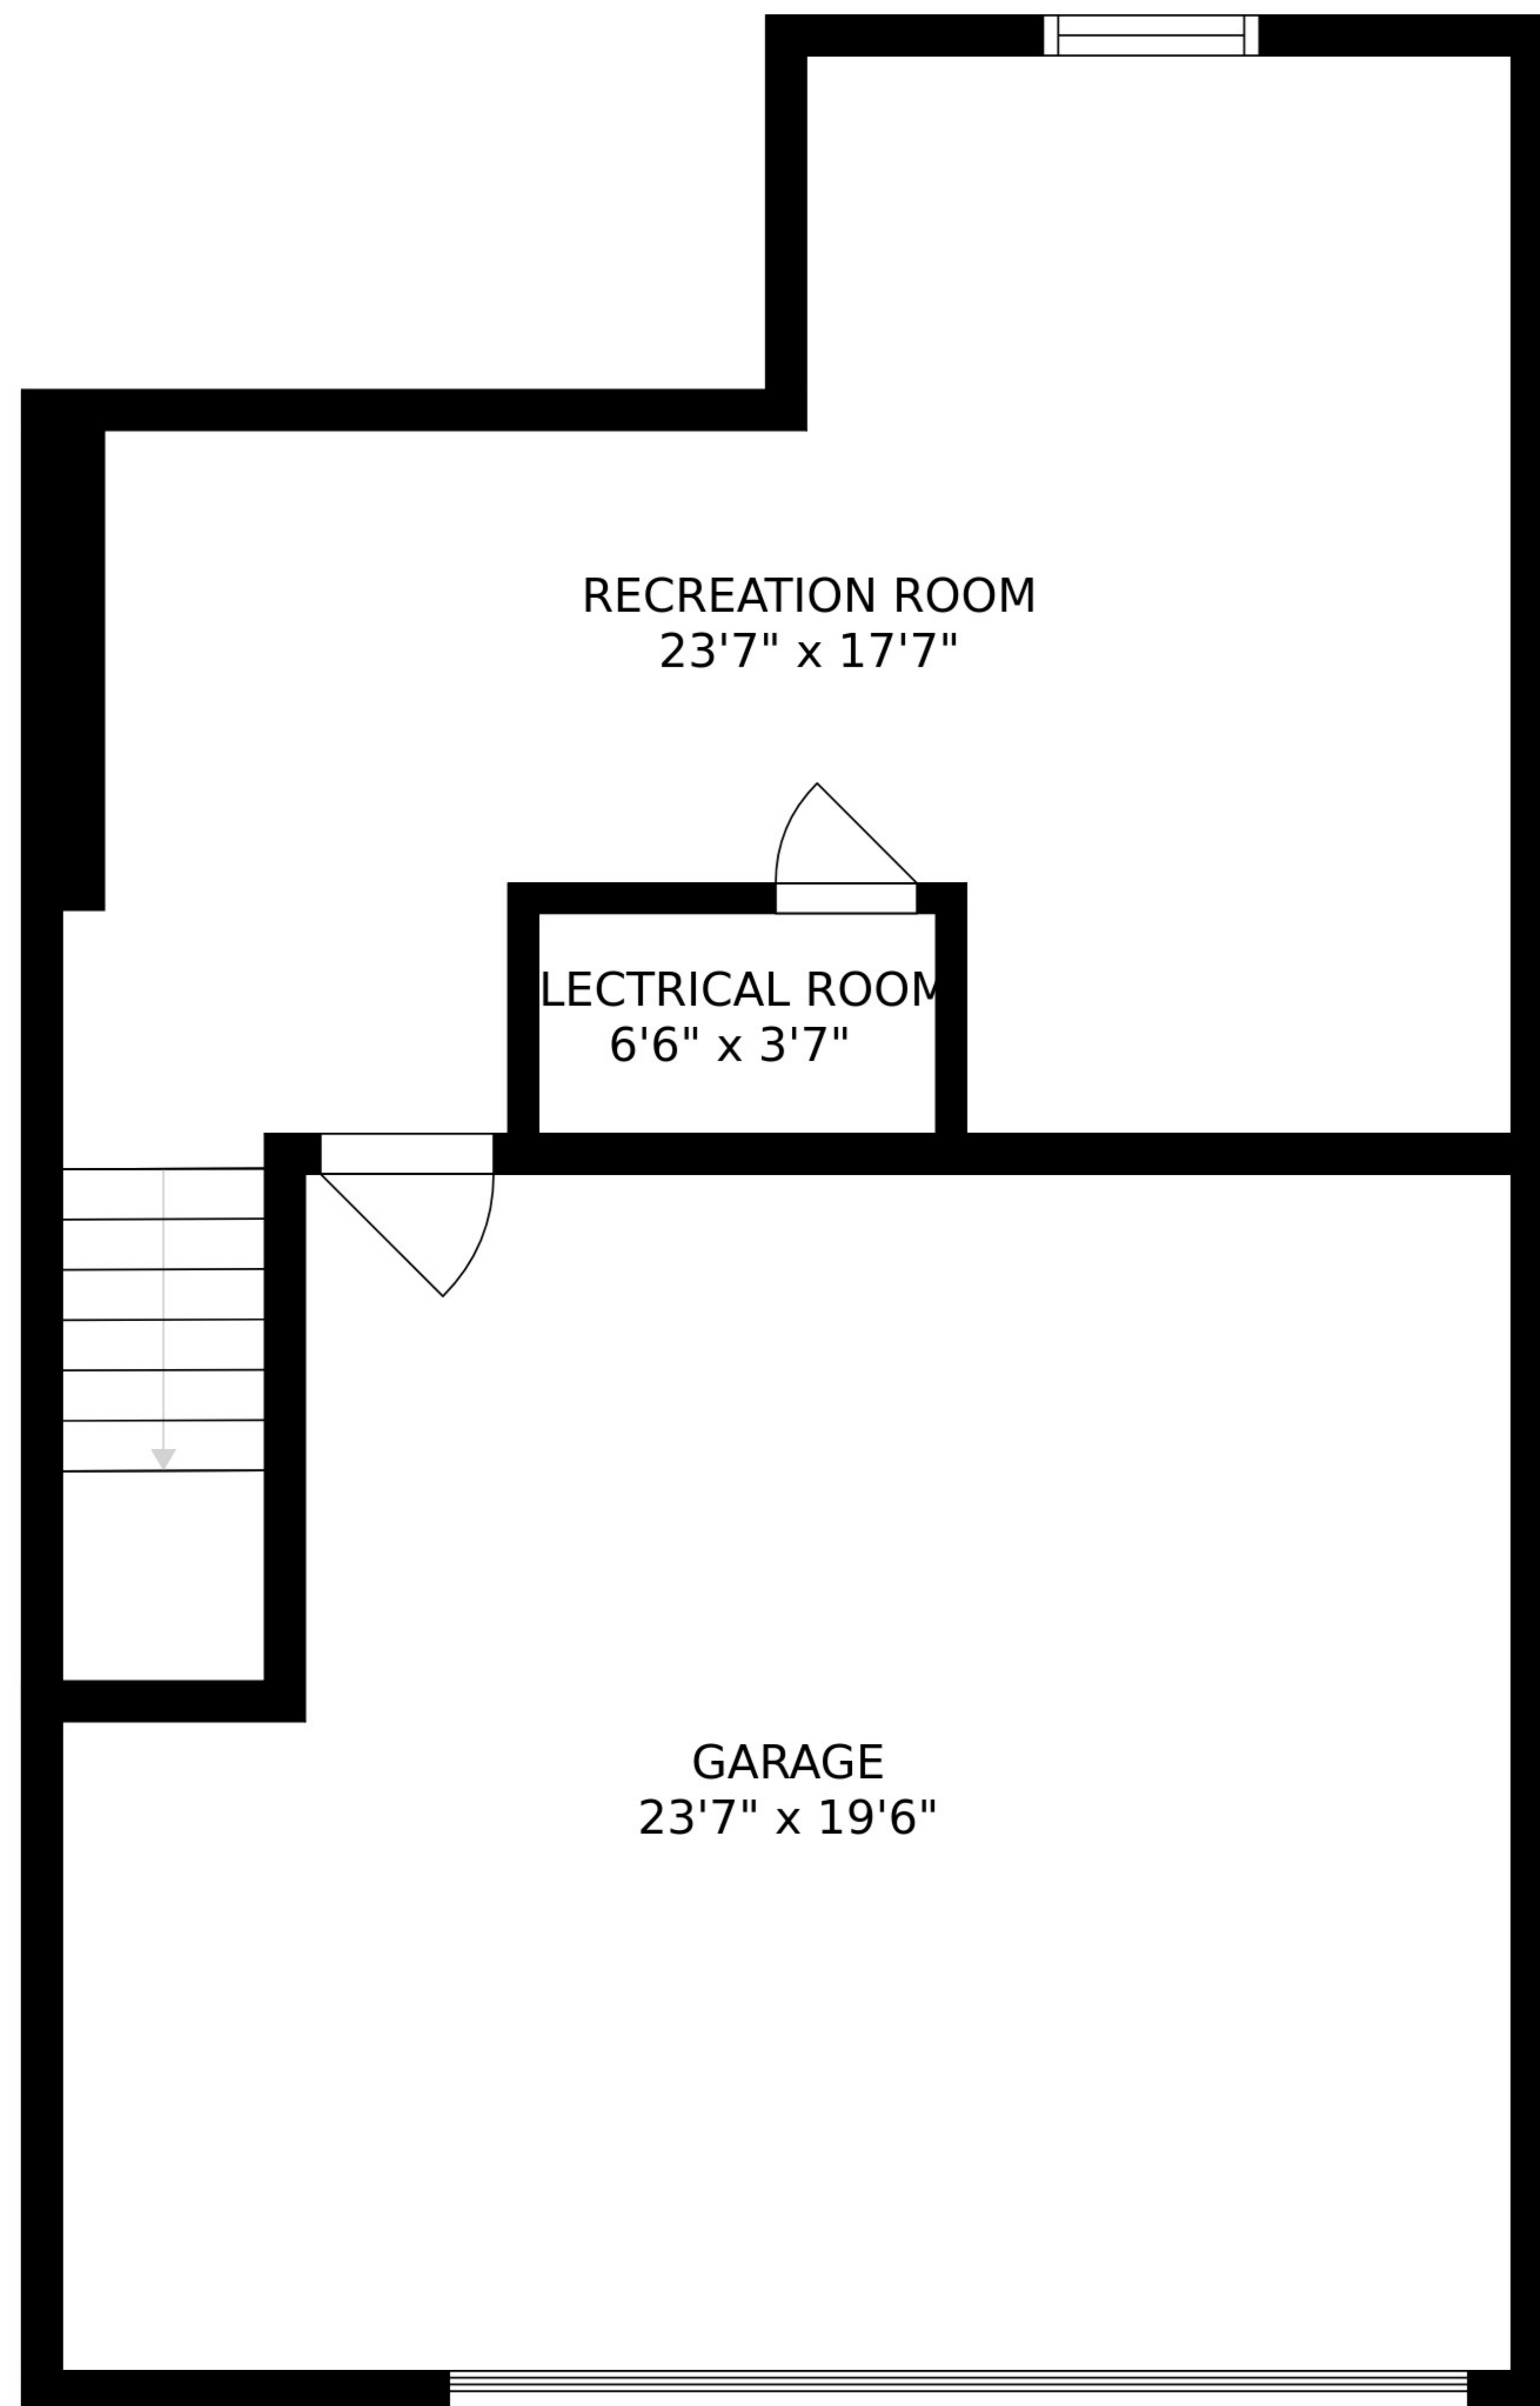 RECREATION ROOM
23'7" x 17'7"
LECTRICAL ROOM
6'6" x 3'7"
GARAGE
23'7" x 19'6"